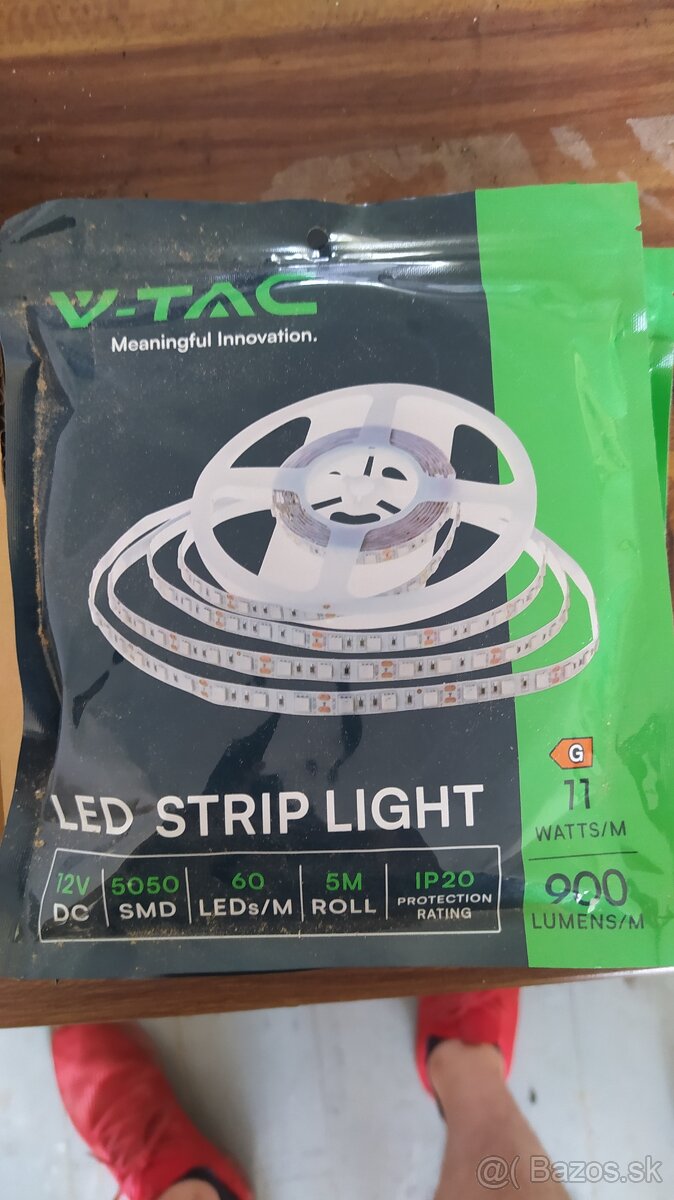 V-TAC
Meaningful Innovation.
LED STRIP LIGHT
12V DC
5050 SMD
60 LEDs/M
5M ROLL
IP20 PROTECTION RATING
G
11
WATTS/M
900
LUMENS/M
@( Bazos.sk